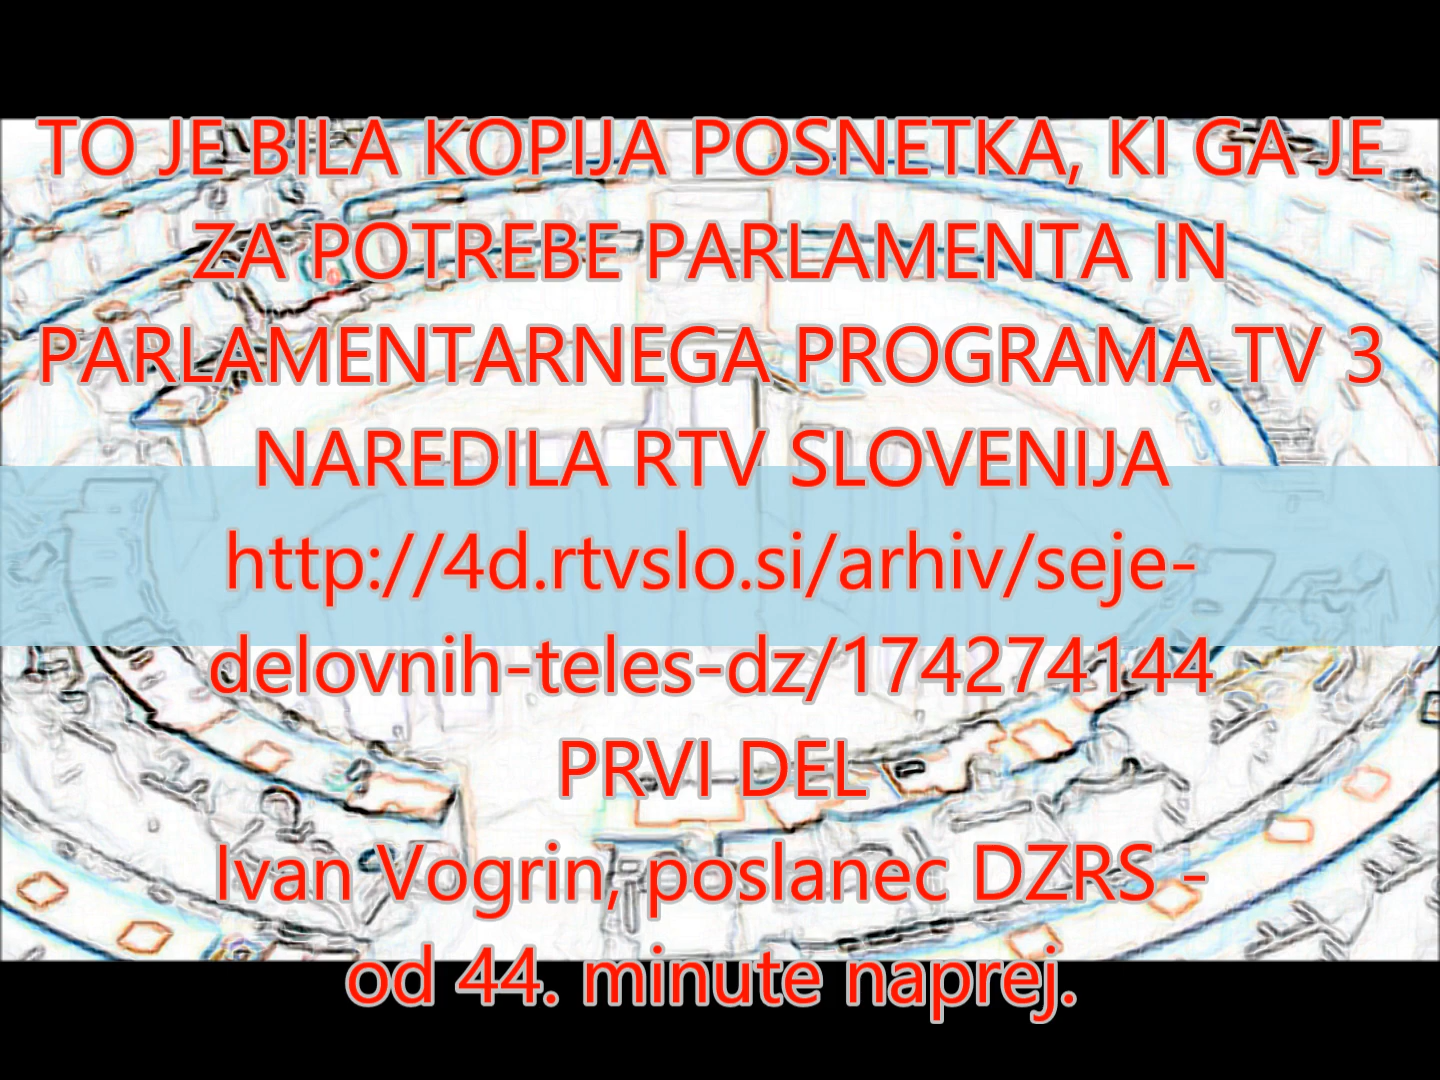 TO JE BILA KOPIJA POSNETKA, KI GA JE
ZA POTREBE PARLAMENTA IN
PARLAMENTARNEGA PROGRAMA TV 3
NAREDILA RTV SLOVENIJA
http://4d.rtvslo.si/arhiv/seje-
delovnih-teles-dz/174274144
PRVI DEL
Ivan Vogrin, poslanec DZRS -
od 44. minute naprej.